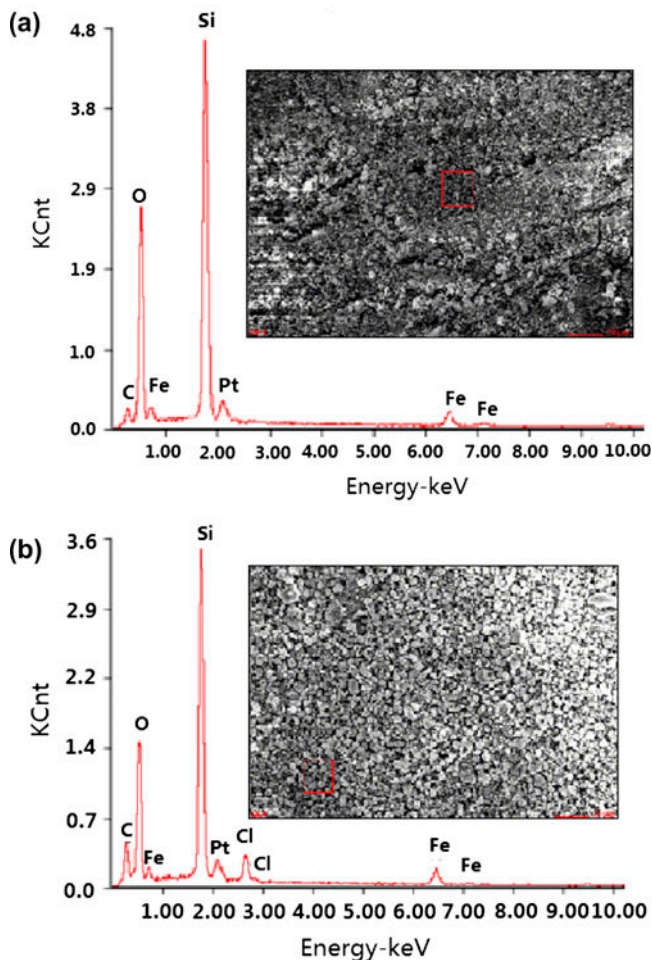 (a)
Si
4.8
3.8
2.9
1.9
1.0
0.0
KCnt
O
C
Fe
Pt
Fe
Fe
1.00 2.00 3.00 4.00 5.00 6.00 7.00 8.00 9.00 10.00
Energy-keV
(b)
Si
3.6
2.9
2.2
1.4
0.7
0.0
KCnt
O
C
Fe
Pt
Cl
Cl
Fe
Fe
1.00 2.00 3.00 4.00 5.00 6.00 7.00 8.00 9.00 10.00
Energy-keV